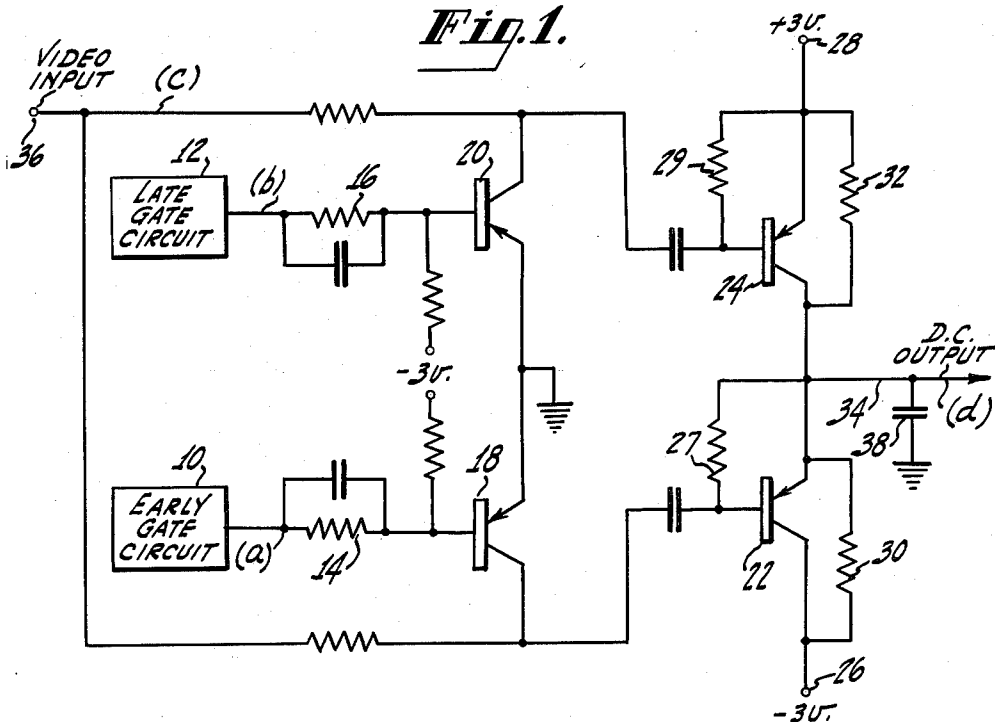 Fig.1.
+3v.
28
VIDEO
INPUT
(C)
36
12
(b)
16
20
29
32
LATE
GATE
CIRCUIT
24
-3v.
D.C.
OUTPUT
34
38
(d)
10
18
27
EARLY
GATE
CIRCUIT
(a)
14
22
30
26
-3v.